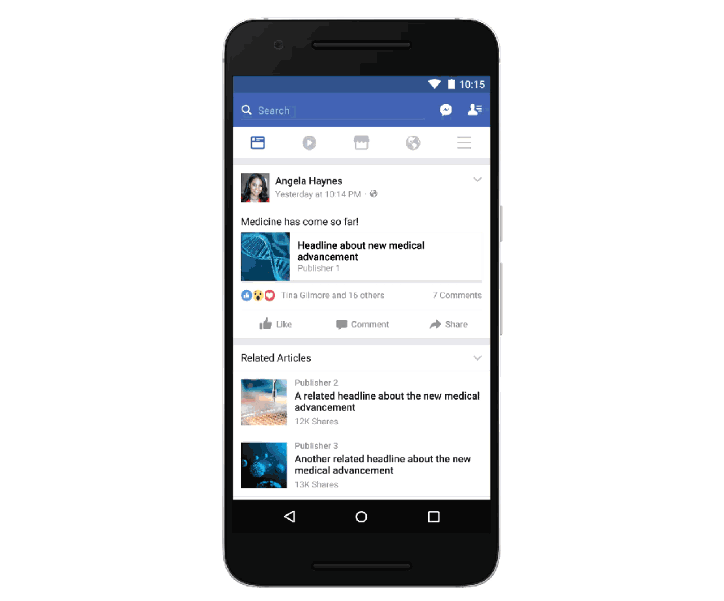 10:15
Search
Angela Haynes
Yesterday at 10:14 PM ·
Medicine has come so far!
Headline about new medical
advancement
Publisher 1
Tina Gilmore and 16 others
7 Comments
Like
Comment
Share
Related Articles
Publisher 2
A related headline about the new medical
advancement
12K Shares
Publisher 3
Another related headline about the new
medical advancement
13K Shares